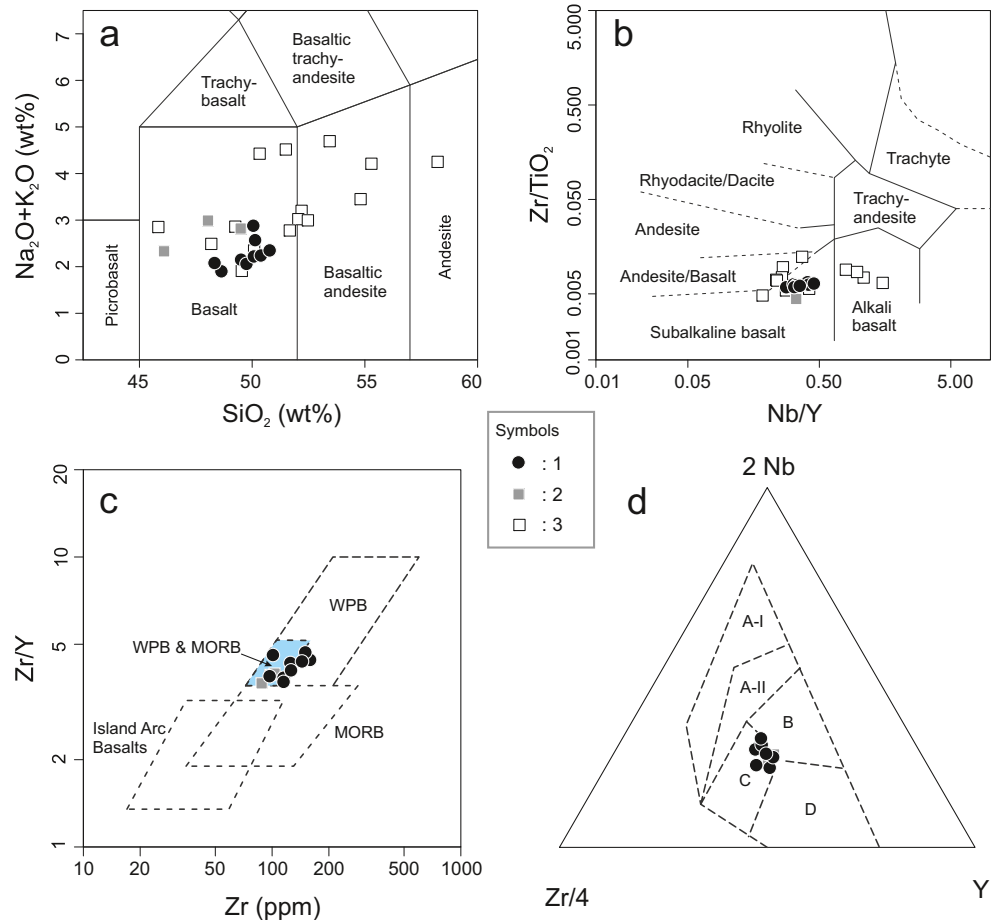 a
7
6
5
4
3
2
1
0
Na₂O+K₂O (wt%)
Basaltic
trachy-
andesite
Trachy-
basalt
Picrobasalt
Basalt
Basaltic
andesite
Andesite
45
50
55
60
SiO₂ (wt%)
b
5.000
0.500
0.050
0.005
0.001
Zr/TiO₂
Rhyolite
Trachyte
Rhyodacite/Dacite
Trachy-
andesite
Andesite
Andesite/Basalt
Subalkaline basalt
Alkali
basalt
0.01
0.05
0.50
5.00
Nb/Y
Symbols
: 1
: 2
: 3
c
20
10
5
2
1
Zr/Y
WPB
WPB & MORB
Island Arc
Basalts
MORB
10
20
50
100
200
500
1000
Zr (ppm)
d
2 Nb
A-I
A-II
B
C
D
Zr/4
Y